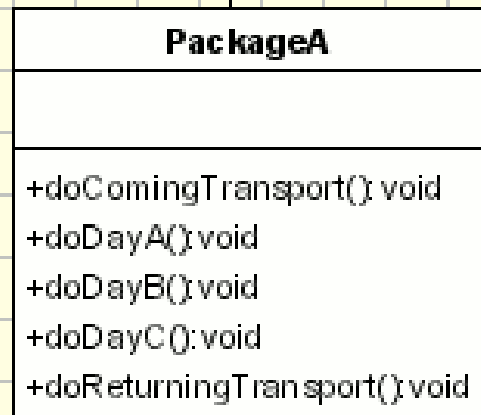 PackageA
+doComingTransport():void
+doDayA():void
+doDayB():void
+doDayC():void
+doReturningTransport():void